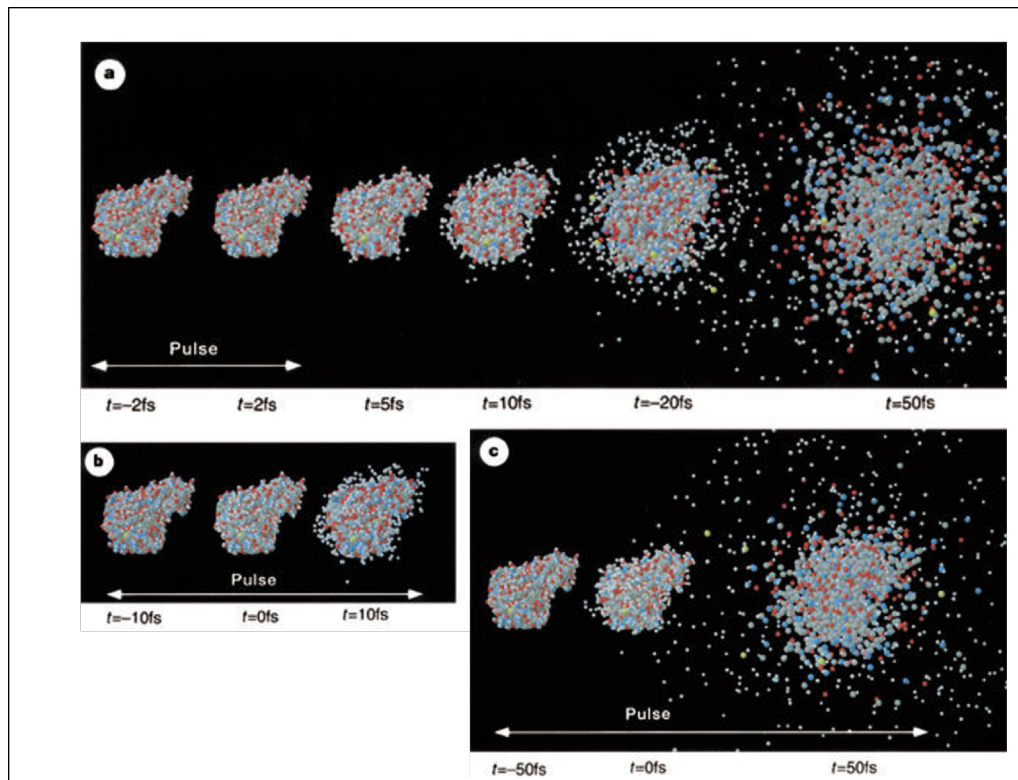 a
Pulse
t=–2fs t=2fs t=5fs t=10fs t=–20fs t=50fs
b
Pulse
t=–10fs t=0fs t=10fs
c
Pulse
t=–50fs t=0fs t=50fs